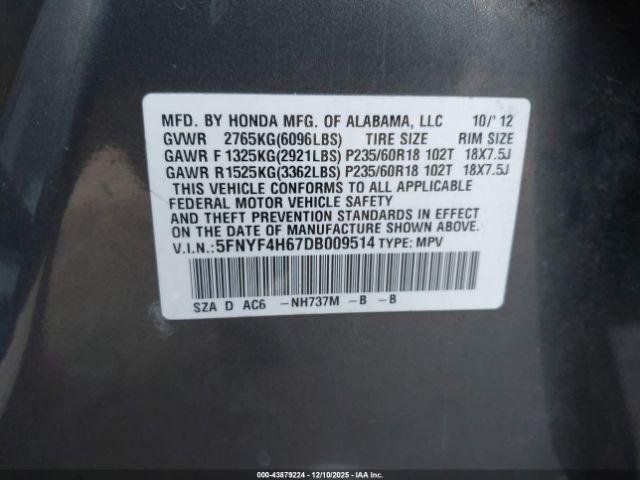 MFD. BY HONDA MFG. OF ALABAMA, LLC 10/'12
GVWR 2765KG(6096LBS) TIRE SIZE RIM SIZE
GAWR F 1325KG(2921LBS) P235/60R18 102T 18X7.5J
GAWR R1525KG(3362LBS) P235/60R18 102T 18X7.5J
THIS VEHICLE CONFORMS TO ALL APPLICABLE
FEDERAL MOTOR VEHICLE SAFETY
AND THEFT PREVENTION STANDARDS IN EFFECT
ON THE DATE OF MANUFACTURE SHOWN ABOVE.
V.I.N.: 5FNYF4H67DB009514 TYPE: MPV
SZA D AC6 -NH737M -B -B
000-43879224 - 12/10/2025 - COPYRIGHT IAA, LLC